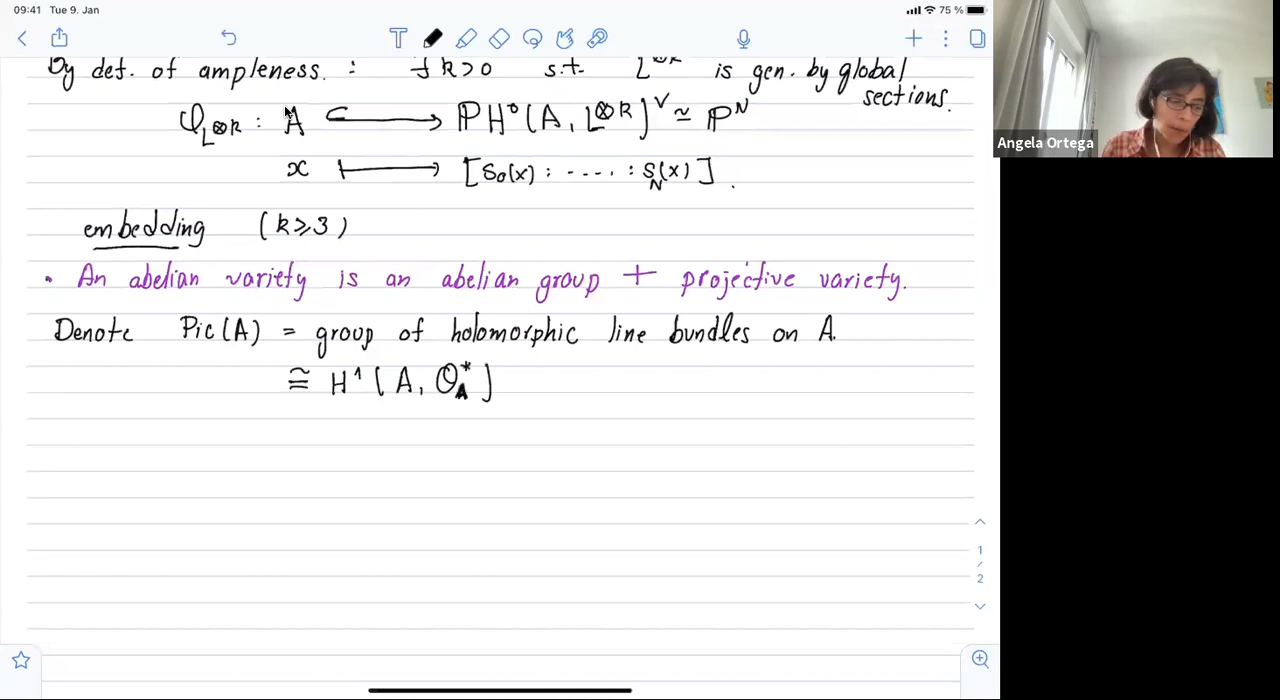 09:41 Tue 9. Jan 75 %
By def. of ampleness. : ∃ k>0 s.t. L^{⊗k} is gen. by global sections.
φ_{L^{⊗k}} : A ↪ ℙH⁰(A, L^{⊗k})^∨ ≃ ℙ^N
x ↦ [s₀(x) : ..... : s_N(x)] .
embedding (k⩾3)
• An abelian variety is an abelian group + projective variety.
Denote Pic(A) = group of holomorphic line bundles on A.
≅ H¹(A, O_A^*)
Angela Ortega
1
/
2